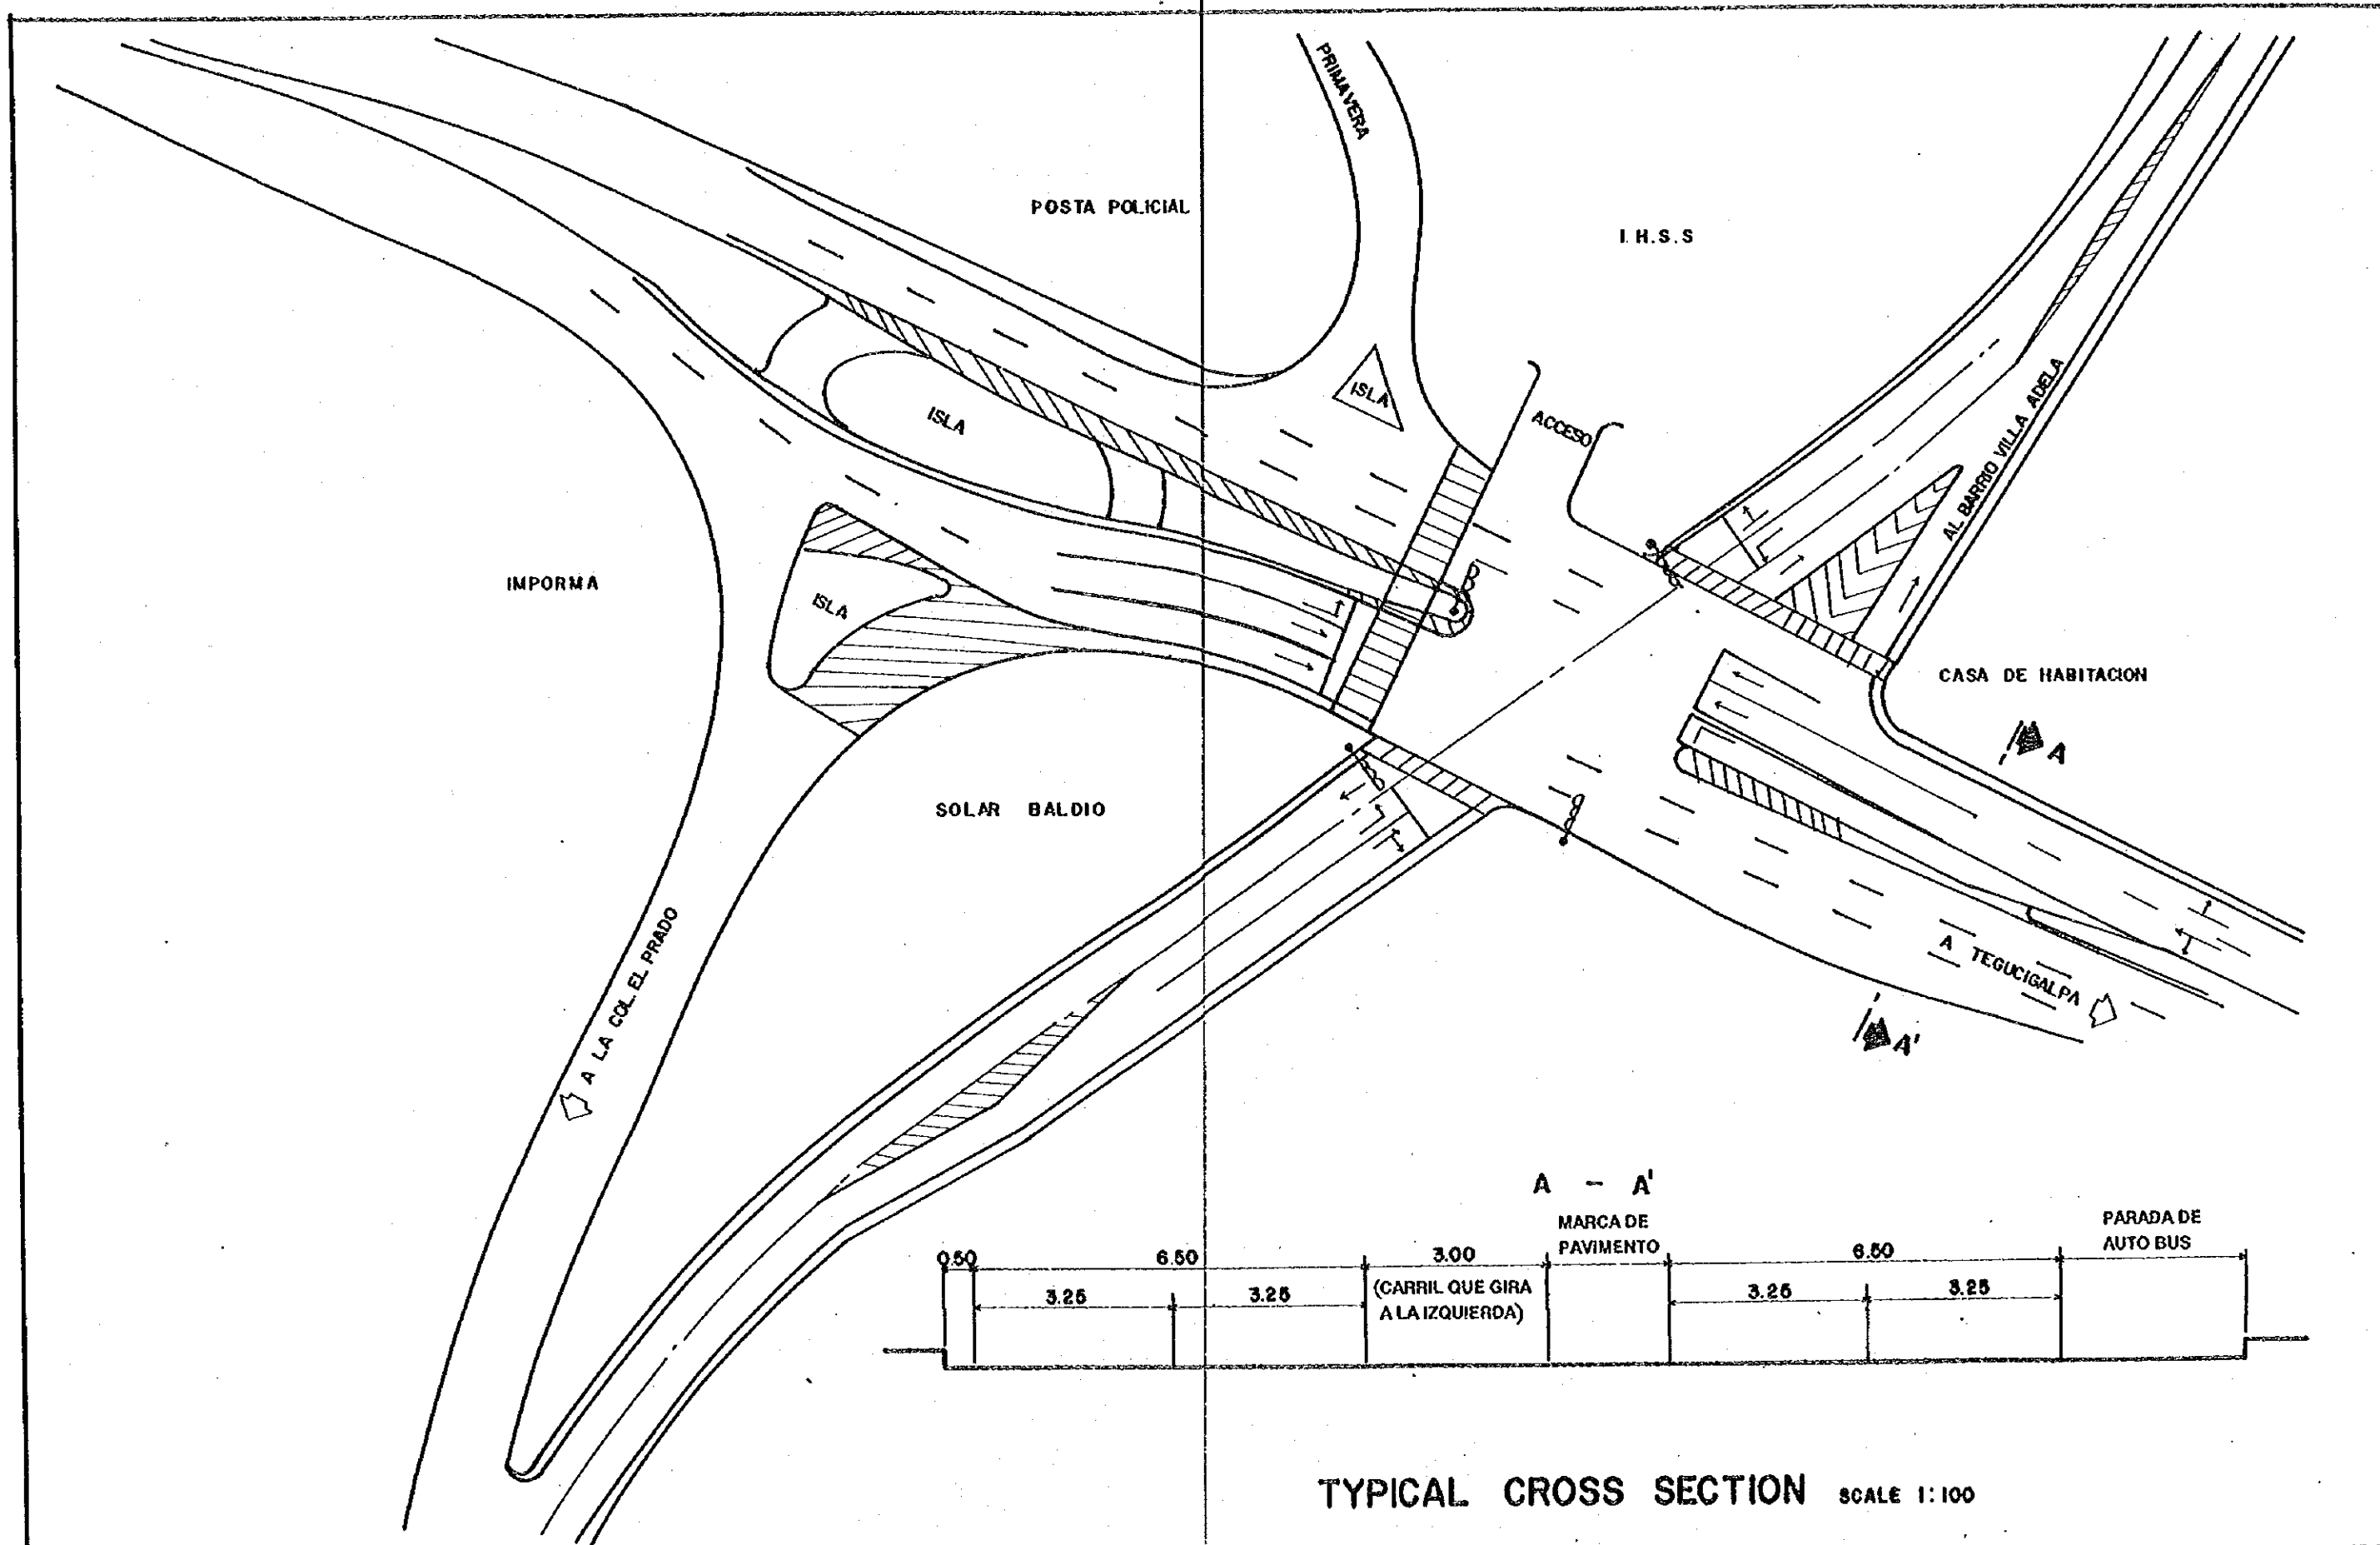 PRIMAVERA
POSTA POLICIAL
I.H.S.S
ISLA
ACCESO
ISLA
AL BARRIO VILLA ADELA
IMPORMA
ISLA
CASA DE HABITACION
A
SOLAR BALDIO
A LA COL. EL PRADO
A TEGUCIGALPA
A'
A - A'
MARCA DE
PAVIMENTO
PARADA DE
AUTO BUS
0.50
6.50
3.00
6.50
3.25
3.25
(CARRIL QUE GIRA
A LA IZQUIERDA)
3.25
3.25
TYPICAL CROSS SECTION SCALE 1:100